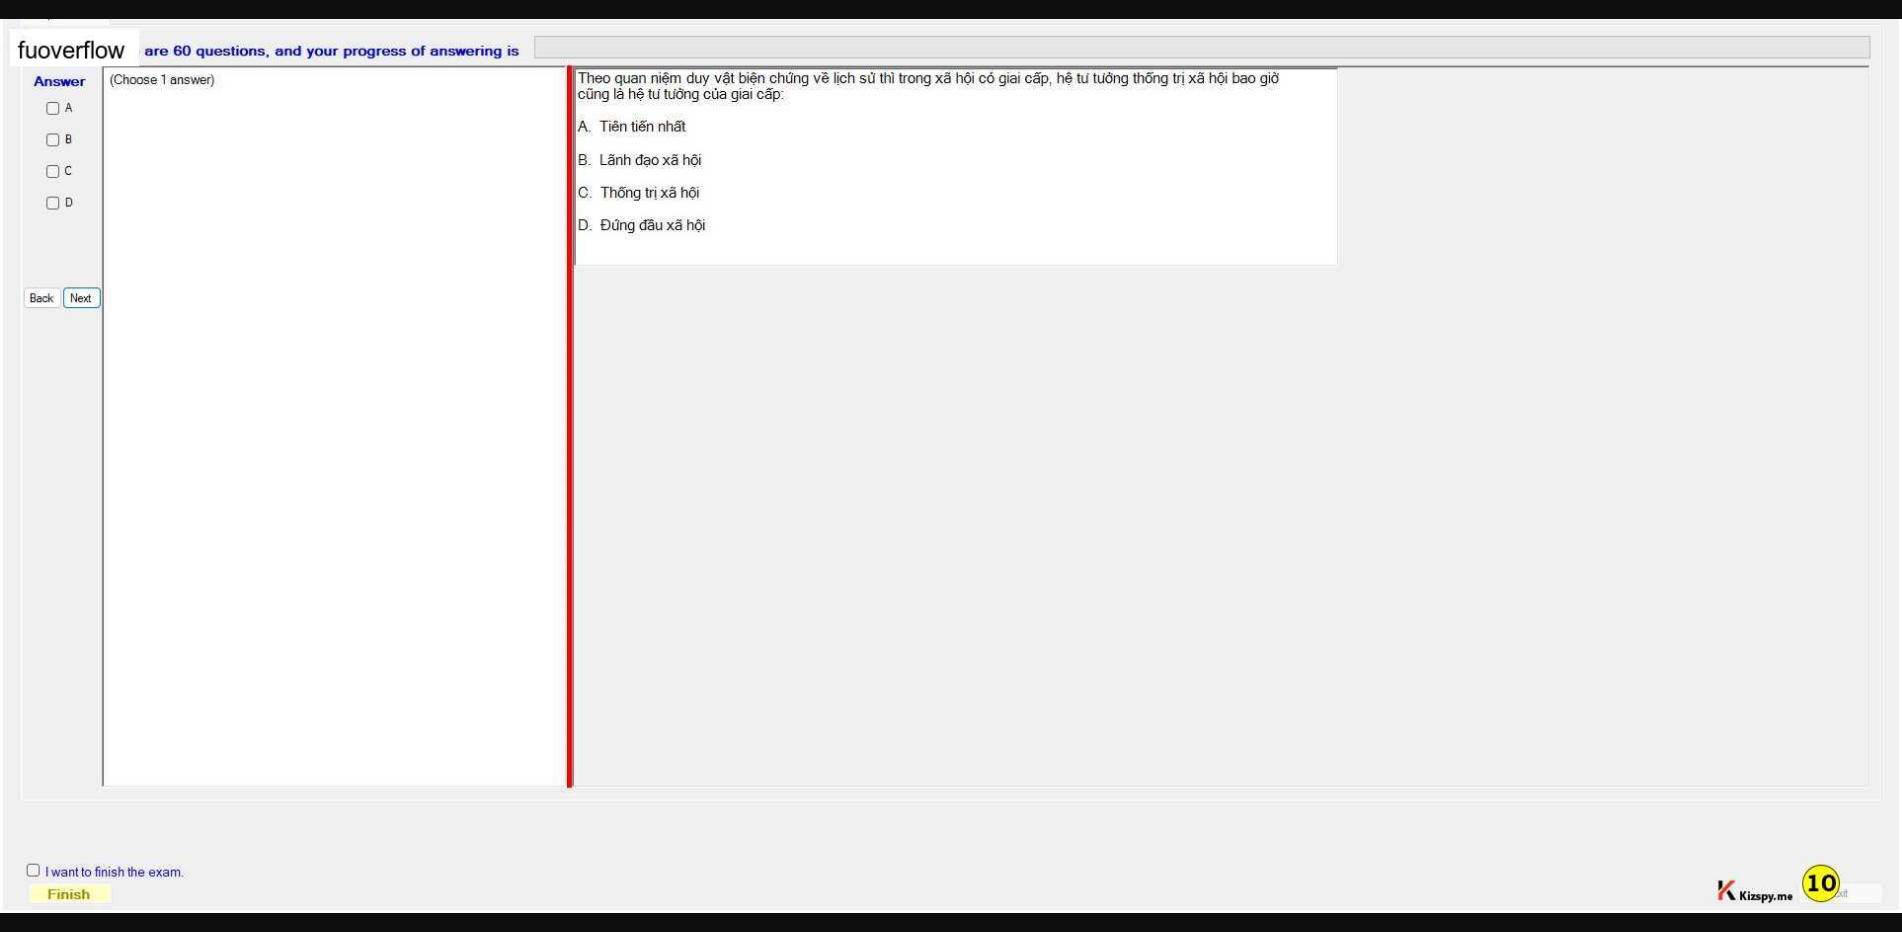 fuoverflow are 60 questions, and your progress of answering is
Answer
(Choose 1 answer)
A
B
C
D
Back Next
Theo quan niệm duy vật biện chứng về lịch sử thì trong xã hội có giai cấp, hệ tư tưởng thống trị xã hội bao giờ
cũng là hệ tư tưởng của giai cấp:
A. Tiên tiến nhất
B. Lãnh đạo xã hội
C. Thống trị xã hội
D. Đứng đầu xã hội
I want to finish the exam.
Finish
Kizspy.me
10